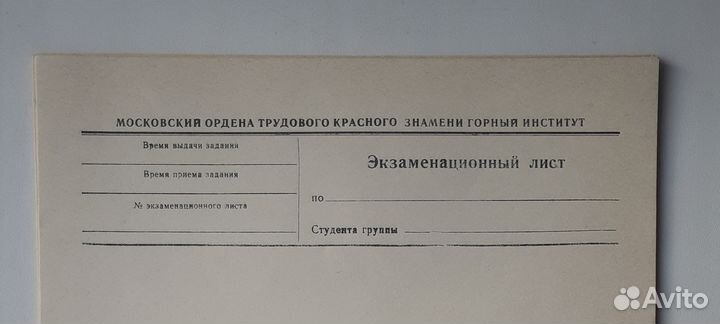 МОСКОВСКИЙ ОРДЕНА ТРУДОВОГО КРАСНОГО ЗНАМЕНИ ГОРНЫЙ ИНСТИТУТ
Время выдачи задания
Время приема задания
№ экзаменационного листа
Экзаменационный лист
по
Студента группы
Avito